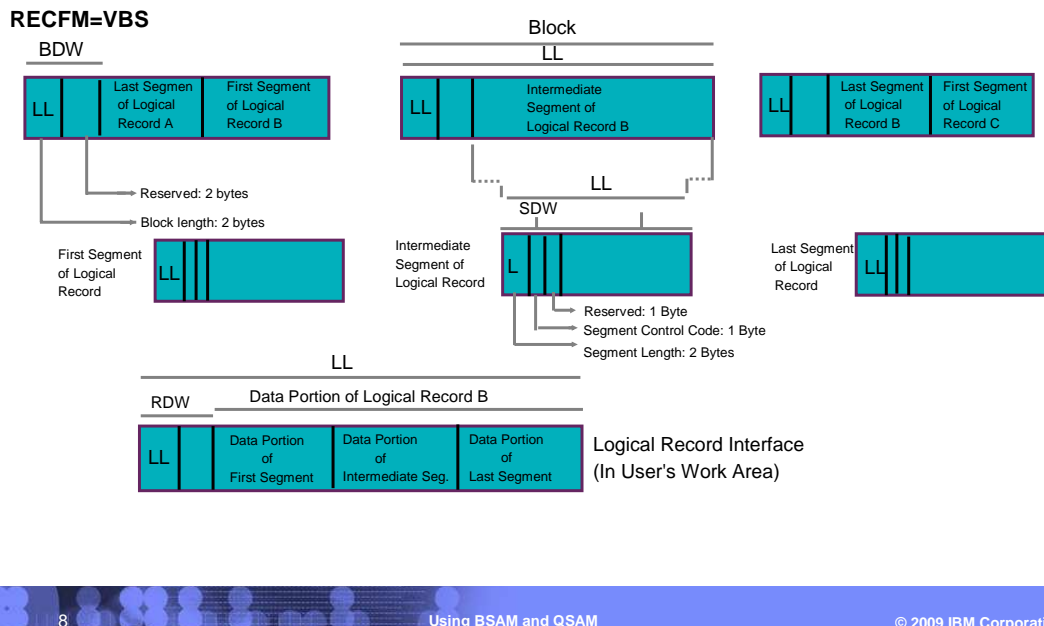 RECFM=VBS
BDW
Block
LL
LL
Last Segmen
of Logical
Record A
First Segment
of Logical
Record B
LL
Intermediate
Segment of
Logical Record B
LL
Last Segment
of Logical
Record B
First Segment
of Logical
Record C
Reserved: 2 bytes
Block length: 2 bytes
LL
SDW
First Segment
of Logical
Record
LL
Intermediate
Segment of
Logical Record
L
Last Segment
of Logical
Record
LL
Reserved: 1 Byte
Segment Control Code: 1 Byte
Segment Length: 2 Bytes
LL
RDW
Data Portion of Logical Record B
LL
Data Portion
of
First Segment
Data Portion
of
Intermediate Seg.
Data Portion
of
Last Segment
Logical Record Interface
(In User's Work Area)
8
Using BSAM and QSAM
© 2009 IBM Corporati